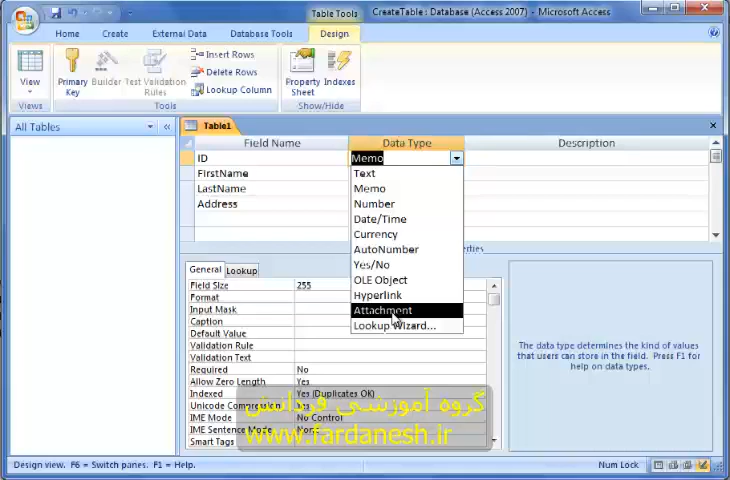 Table Tools
CreateTable : Database (Access 2007) - Microsoft Access
Home
Create
External Data
Database Tools
Design
View
Primary Key
Builder
Test Validation Rules
Insert Rows
Delete Rows
Lookup Column
Property Sheet
Indexes
Views
Tools
Show/Hide
All Tables
Table1
Field Name
Data Type
Description
ID
Memo
FirstName
LastName
Address
Text
Memo
Number
Date/Time
Currency
AutoNumber
Yes/No
OLE Object
Hyperlink
Attachment
Lookup Wizard...
General
Lookup
Field Size 255
Format
Input Mask
Caption
Default Value
Validation Rule
Validation Text
Required No
Allow Zero Length Yes
Indexed Yes (Duplicates OK)
Unicode Compression Yes
IME Mode No Control
IME Sentence Mode None
Smart Tags
The data type determines the kind of values
that users can store in the field. Press F1 for
help on data types.
گروه آموزشی فردانش
www.fardanesh.ir
Design view. F6 = Switch panes. F1 = Help.
Num Lock